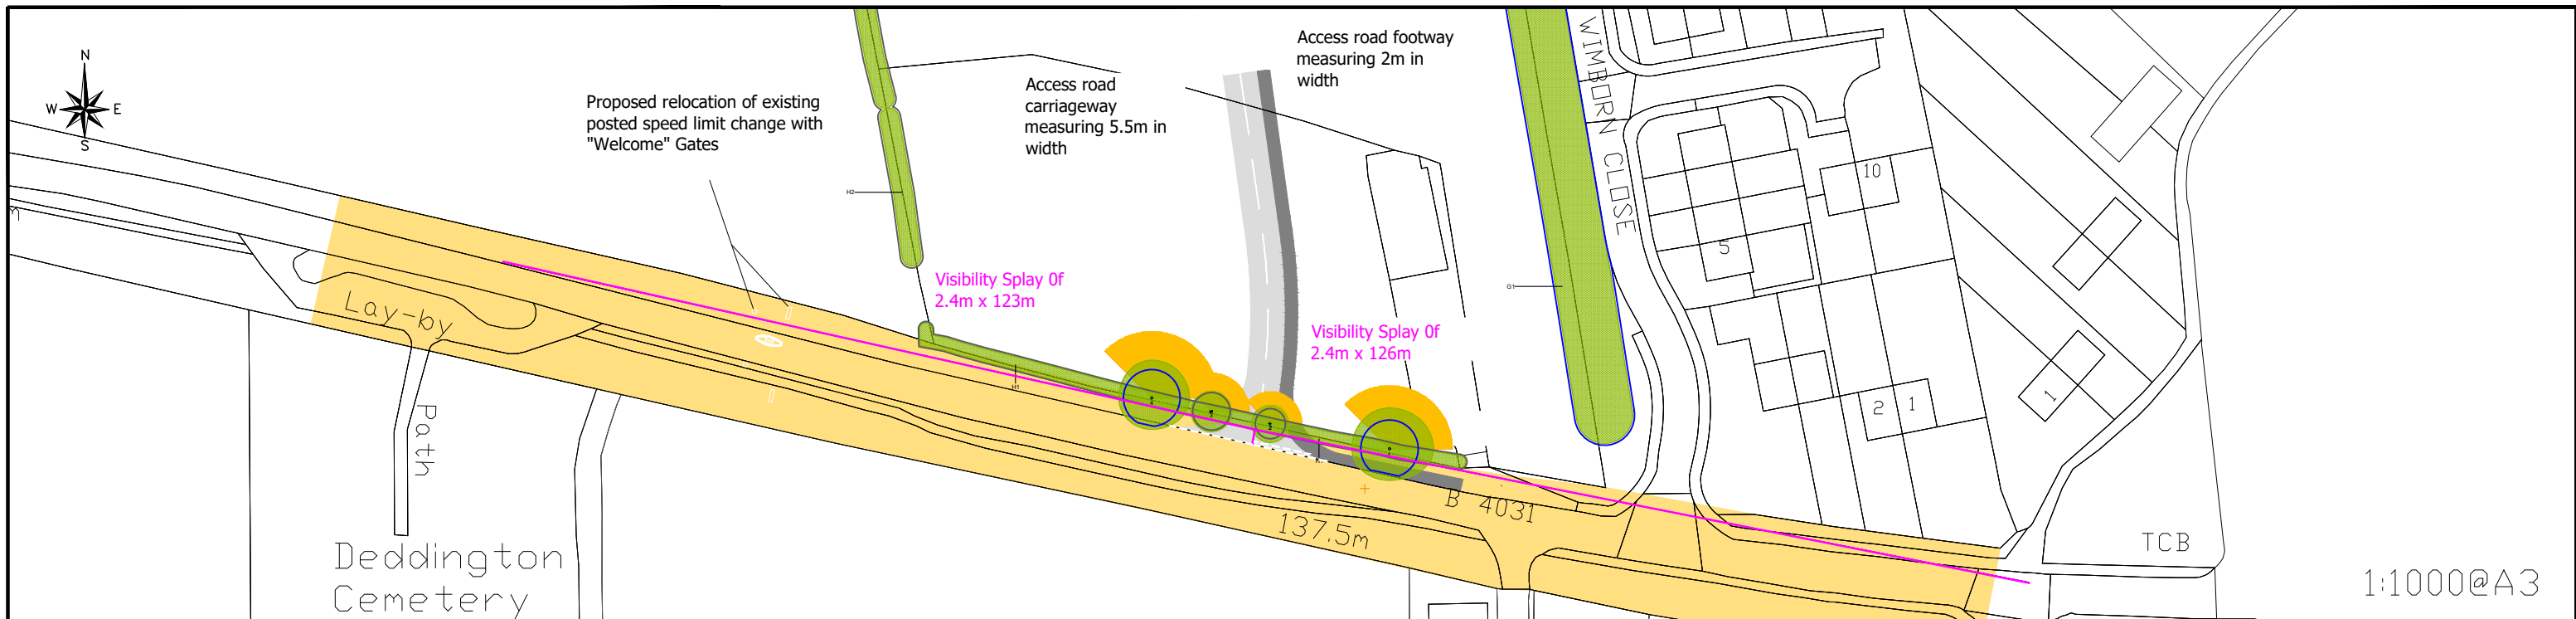 N
W E
S
Proposed relocation of existing
posted speed limit change with
"Welcome" Gates
Access road
carriageway
measuring 5.5m in
width
Access road footway
measuring 2m in
width
WIMBORN CLOSE
10
5
H2
G1
Visibility Splay 0f
2.4m x 123m
Visibility Splay 0f
2.4m x 126m
Lay-by
Path
H1
B 4031
137.5m
2 1
1
TCB
Deddington
Cemetery
1:1000@A3